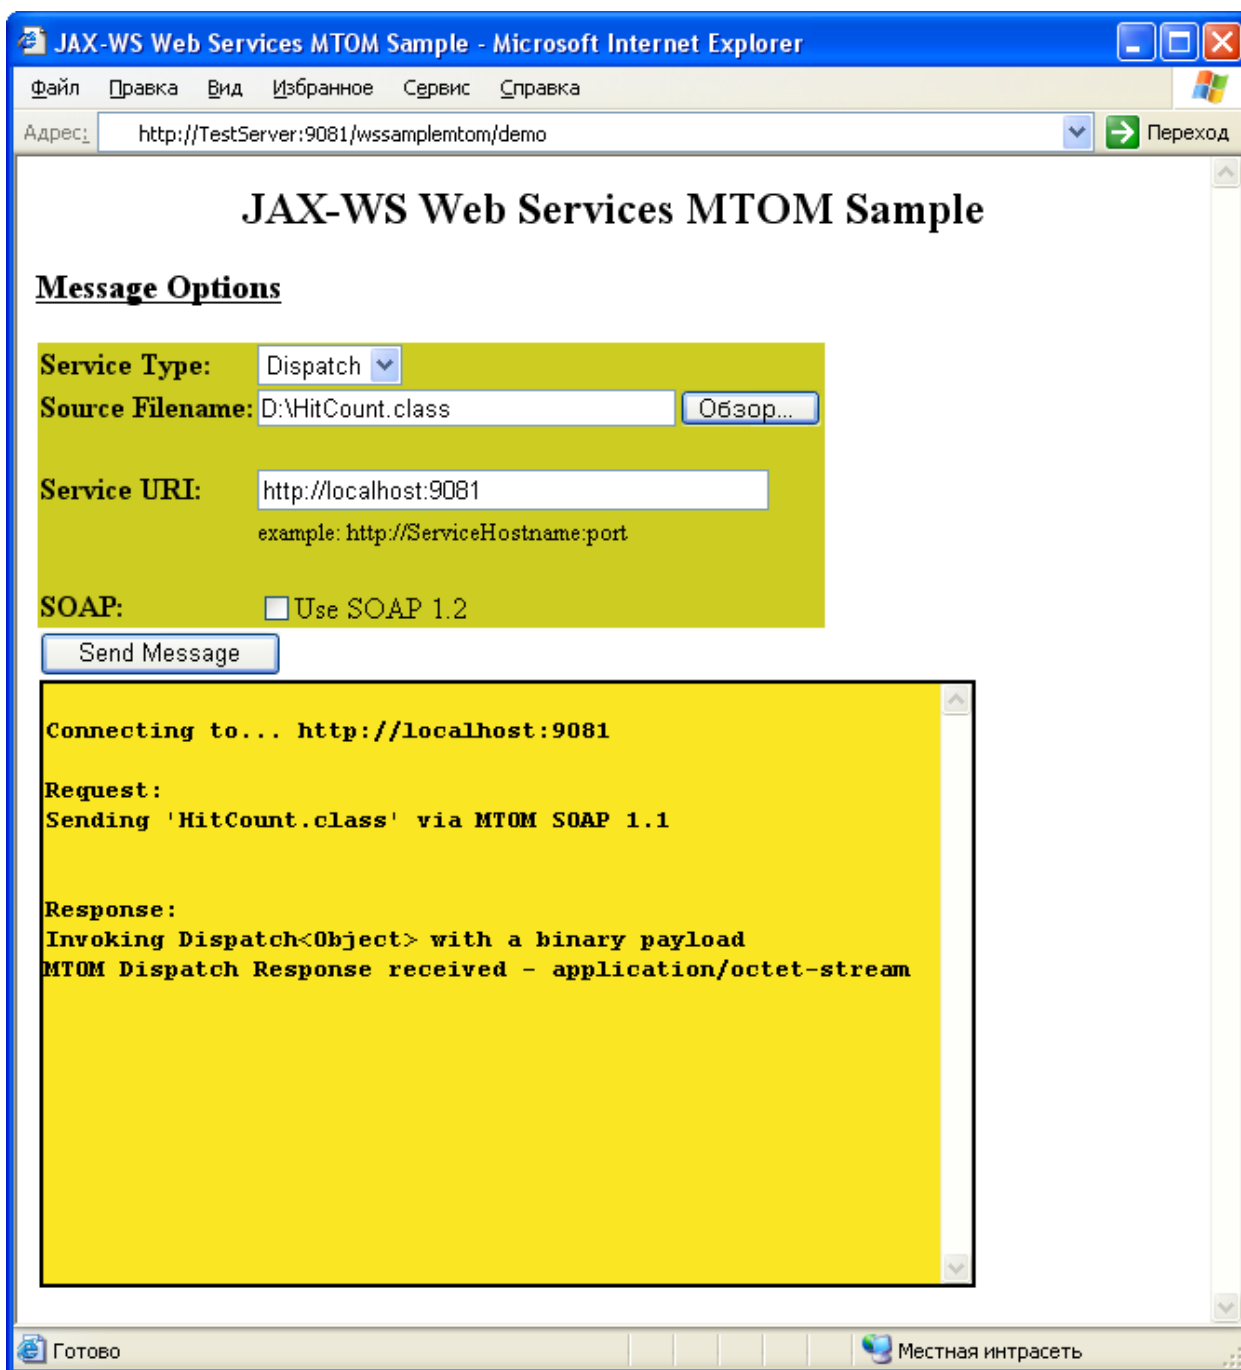 JAX-WS Web Services MTOM Sample - Microsoft Internet Explorer
Файл Правка Вид Избранное Сервис Справка
Адрес: http://TestServer:9081/wssamplemtom/demo Переход
JAX-WS Web Services MTOM Sample
Message Options
Service Type: Dispatch
Source Filename: D:\HitCount.class Обзор...
Service URI: http://localhost:9081
example: http://ServiceHostname:port
SOAP: Use SOAP 1.2
Send Message
Connecting to... http://localhost:9081
Request:
Sending 'HitCount.class' via MTOM SOAP 1.1
Response:
Invoking Dispatch<Object> with a binary payload
MTOM Dispatch Response received - application/octet-stream
Готово Местная интрасеть